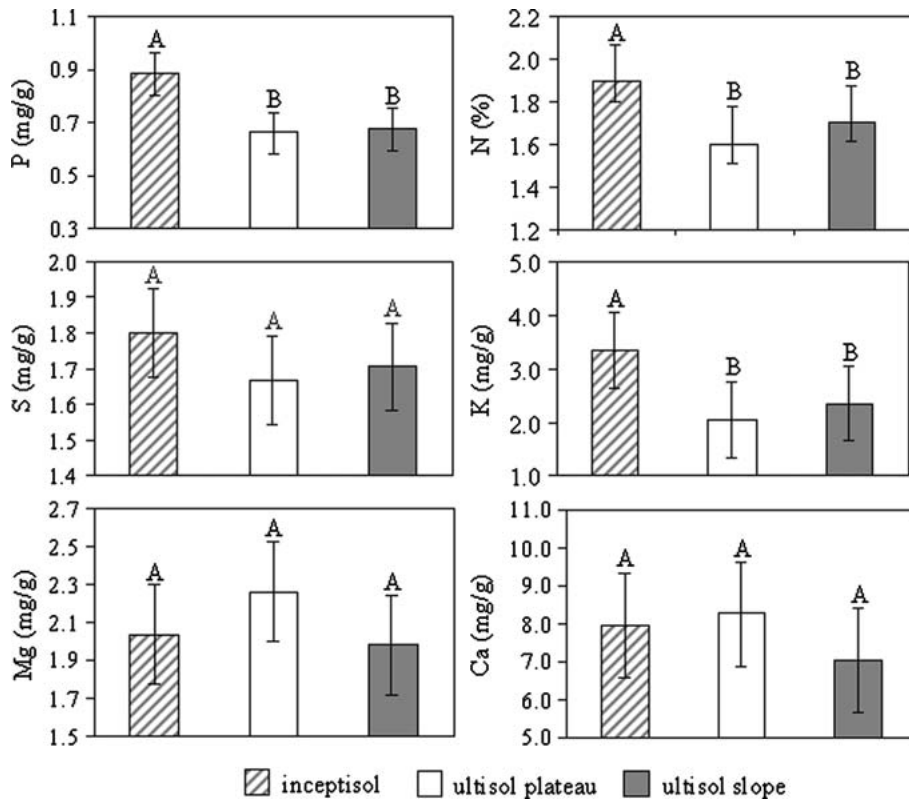 P (mg/g)
1.1
0.9
0.7
0.5
0.3
A
B
B
N (%)
2.2
2.0
1.8
1.6
1.4
1.2
A
B
B
S (mg/g)
2.0
1.9
1.8
1.7
1.6
1.5
1.4
A
A
A
K (mg/g)
5.0
4.0
3.0
2.0
1.0
A
B
B
Mg (mg/g)
2.7
2.5
2.3
2.1
1.9
1.7
1.5
A
A
A
Ca (mg/g)
11.0
10.0
9.0
8.0
7.0
6.0
5.0
A
A
A
inceptisol ultisol plateau ultisol slope